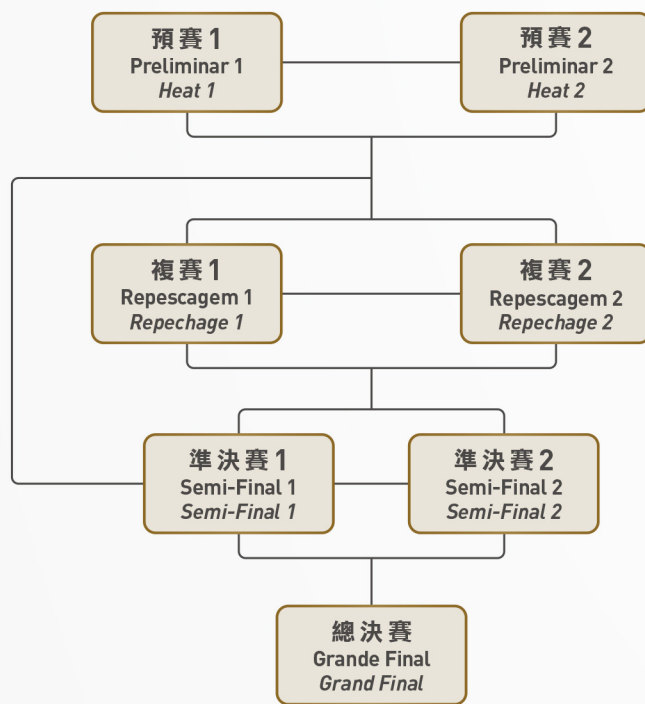 預賽1
Preliminar 1
Heat 1
預賽2
Preliminar 2
Heat 2
複賽1
Repescagem 1
Repechage 1
複賽2
Repescagem 2
Repechage 2
準決賽1
Semi-Final 1
Semi-Final 1
準決賽2
Semi-Final 2
Semi-Final 2
總決賽
Grande Final
Grand Final